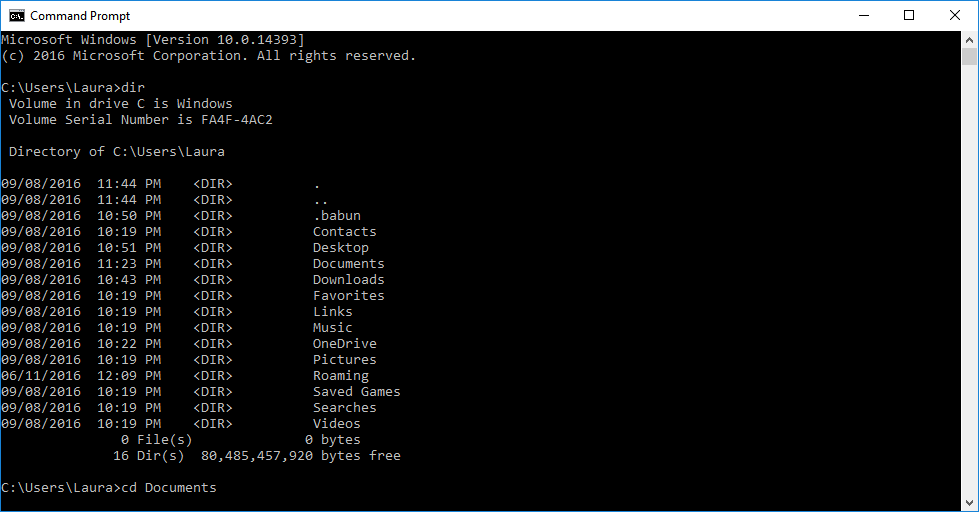 Command Prompt
Microsoft Windows [Version 10.0.14393]
(c) 2016 Microsoft Corporation. All rights reserved.
C:\Users\Laura>dir
 Volume in drive C is Windows
 Volume Serial Number is FA4F-4AC2
 Directory of C:\Users\Laura
09/08/2016  11:44 PM    <DIR>          .
09/08/2016  11:44 PM    <DIR>          ..
09/08/2016  10:50 PM    <DIR>          .babun
09/08/2016  10:19 PM    <DIR>          Contacts
09/08/2016  10:51 PM    <DIR>          Desktop
09/08/2016  11:23 PM    <DIR>          Documents
09/08/2016  10:43 PM    <DIR>          Downloads
09/08/2016  10:19 PM    <DIR>          Favorites
09/08/2016  10:19 PM    <DIR>          Links
09/08/2016  10:19 PM    <DIR>          Music
09/08/2016  10:22 PM    <DIR>          OneDrive
09/08/2016  10:19 PM    <DIR>          Pictures
06/11/2016  12:09 PM    <DIR>          Roaming
09/08/2016  10:19 PM    <DIR>          Saved Games
09/08/2016  10:19 PM    <DIR>          Searches
09/08/2016  10:19 PM    <DIR>          Videos
               0 File(s)              0 bytes
              16 Dir(s)  80,485,457,920 bytes free
C:\Users\Laura>cd Documents